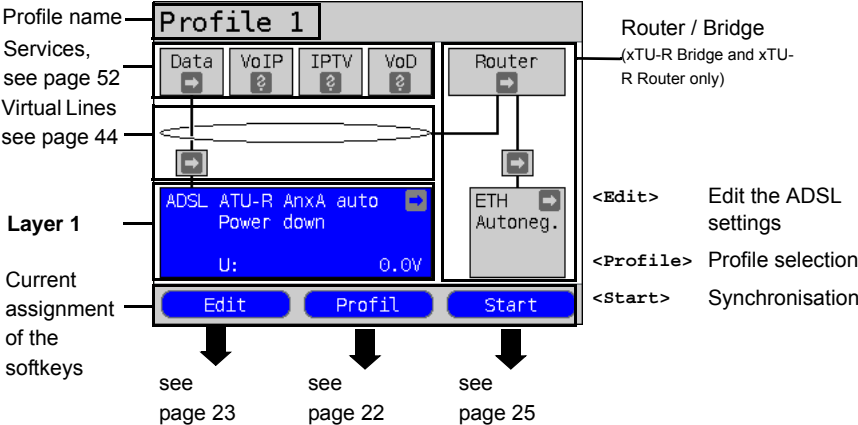 Profile name
Profile 1
Services,
see page 52
Data
VoIP
IPTV
VoD
?
?
?
Router
Router / Bridge
(xTU-R Bridge and xTU-
R Router only)
Virtual Lines
see page 44
Layer 1
ADSL ATU-R AnxA auto
Power down
U: 0.0V
ETH
Autoneg.
<Edit> Edit the ADSL
settings
<Profile> Profile selection
<Start> Synchronisation
Current
assignment
of the
softkeys
Edit
Profil
Start
see
page 23
see
page 22
see
page 25